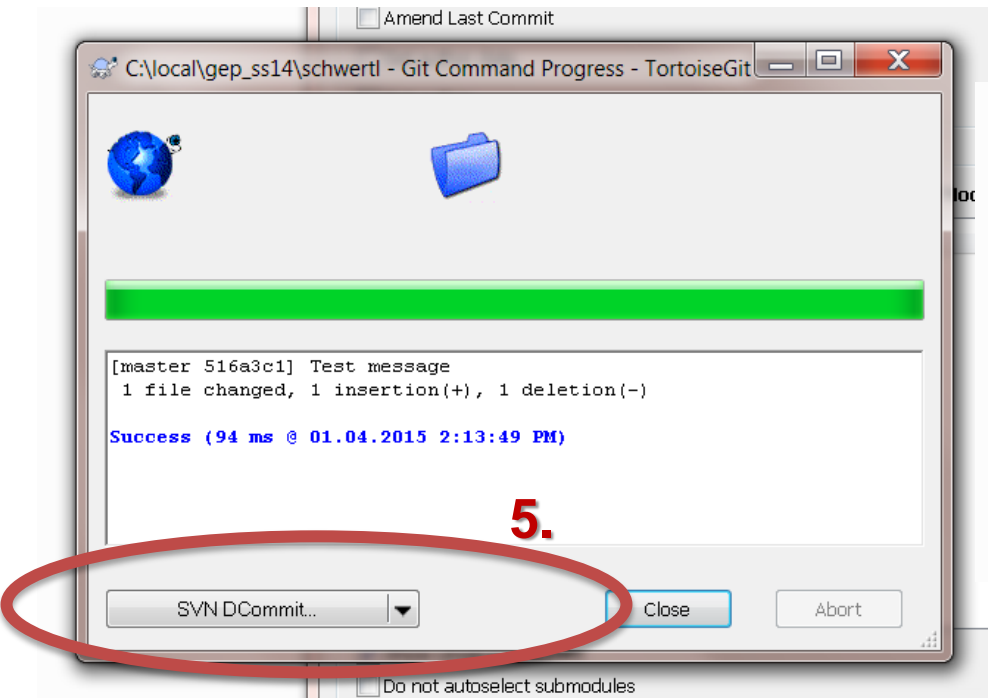 Amend Last Commit
C:\local\gep_ss14\schwertl - Git Command Progress - TortoiseGit
[master 516a3c1] Test message
1 file changed, 1 insertion(+), 1 deletion(-)
Success (94 ms @ 01.04.2015 2:13:49 PM)
5.
SVN DCommit...
Close
Abort
Do not autoselect submodules